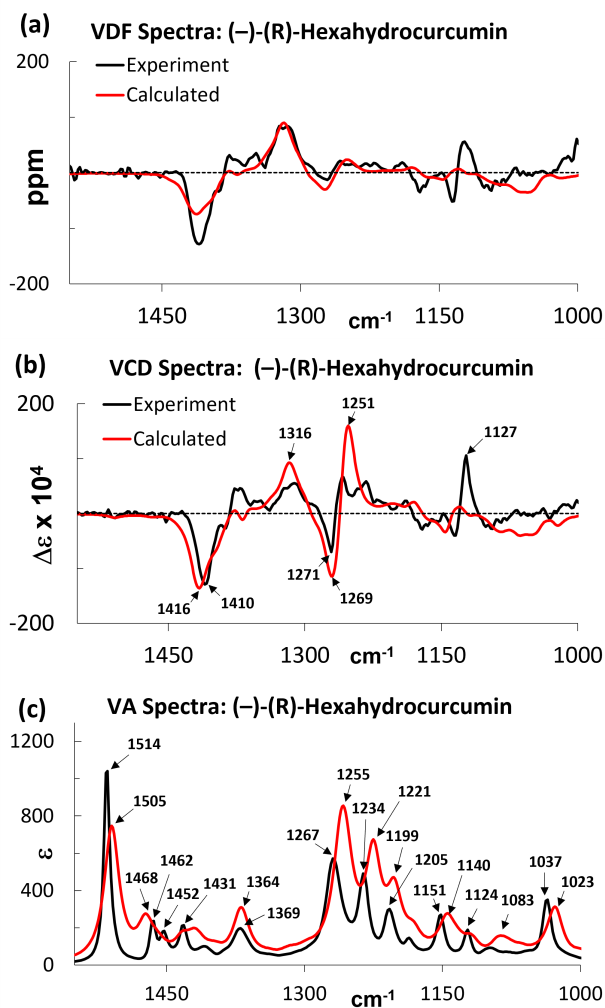 (a)
VDF Spectra: (–)-(R)-Hexahydrocurcumin
200
Experiment
Calculated
ppm
-200
1450
1300
cm-1
1150
1000
(b)
VCD Spectra: (–)-(R)-Hexahydrocurcumin
200
Experiment
Calculated
1251
1316
1127
Δε x 10⁴
1271
1269
1416
1410
-200
1450
1300
cm-1
1150
1000
(c)
VA Spectra: (–)-(R)-Hexahydrocurcumin
1200
1514
1505
1255
1234
1221
800
1267
1199
ε
1468
1462
1452
1431
1364
1369
1205
1151
1140
1124
1083
1037
1023
400
0
1450
1300
cm-1
1150
1000